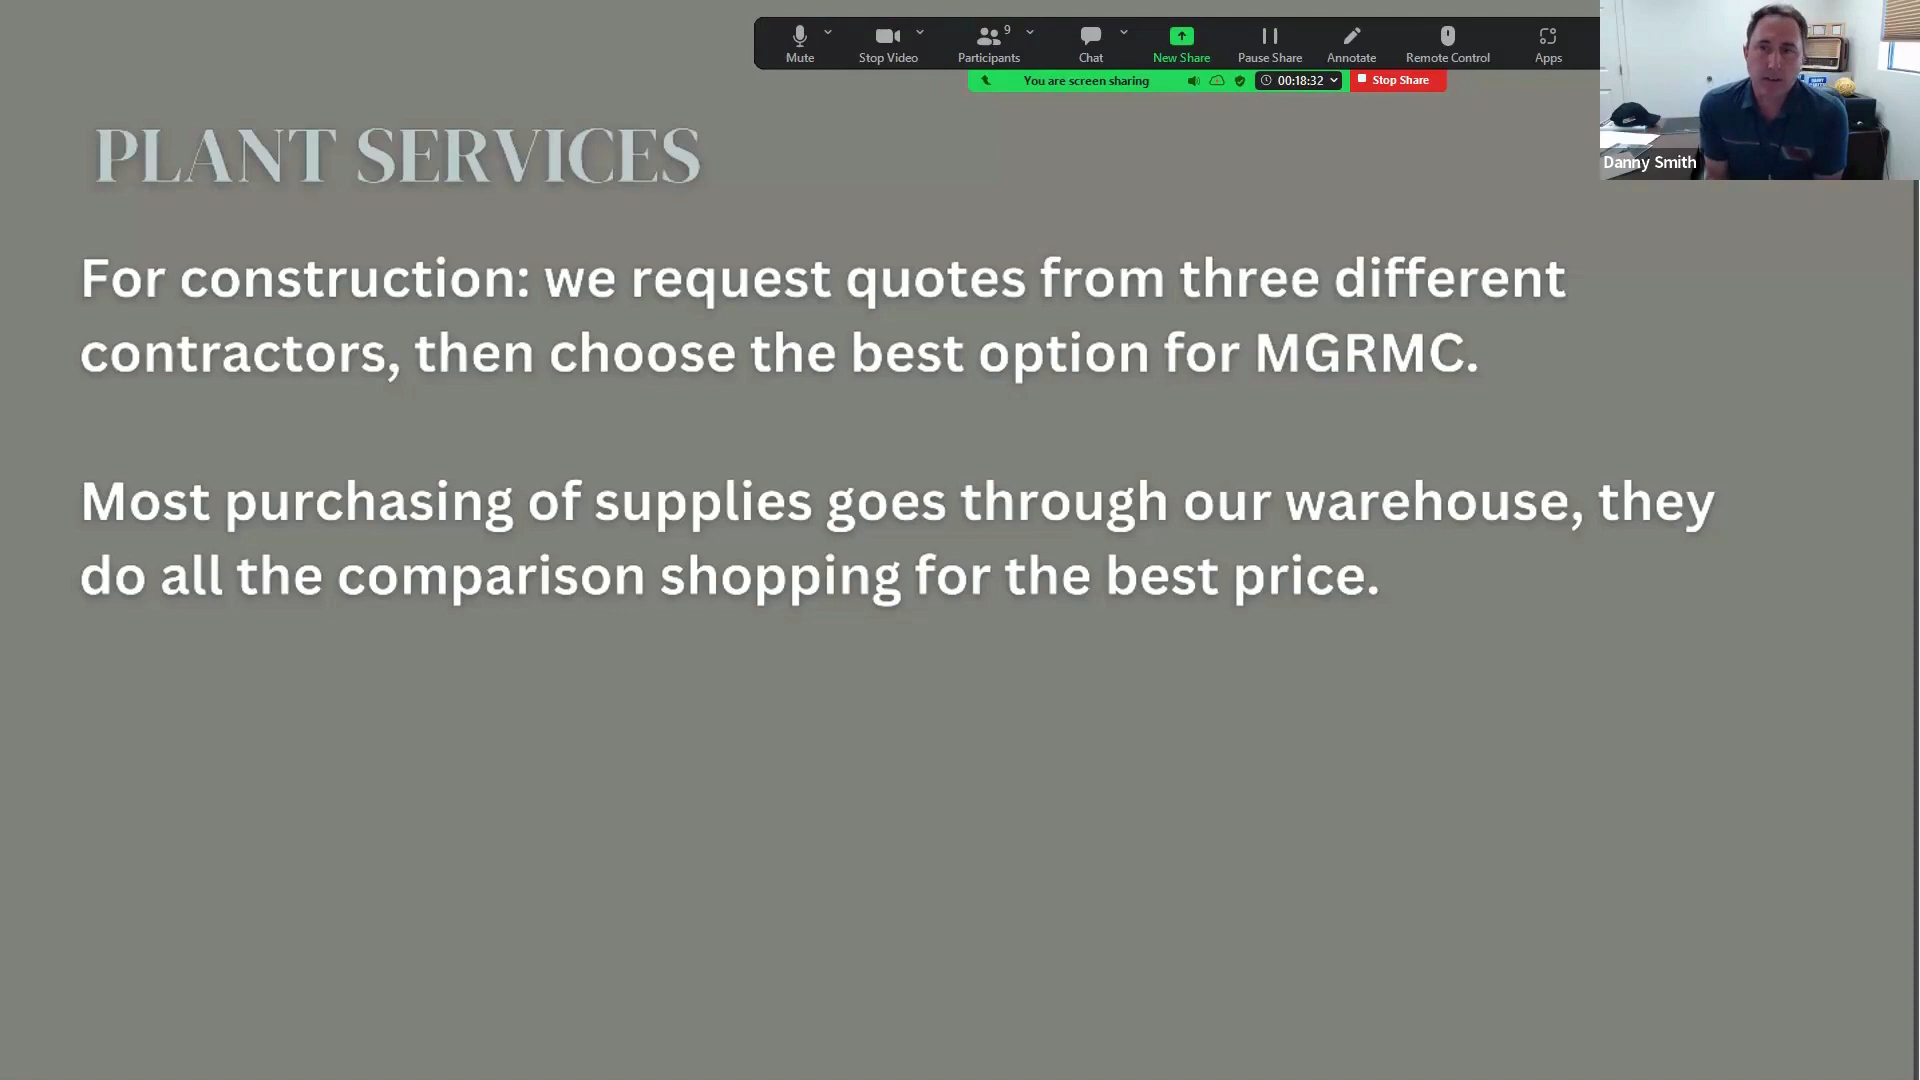 9
Mute
Stop Video
Participants
Chat
New Share
Pause Share
Annotate
Remote Control
Apps
You are screen sharing
00:18:32
Stop Share
Danny Smith
PLANT SERVICES
For construction: we request quotes from three different
contractors, then choose the best option for MGRMC.
Most purchasing of supplies goes through our warehouse, they
do all the comparison shopping for the best price.